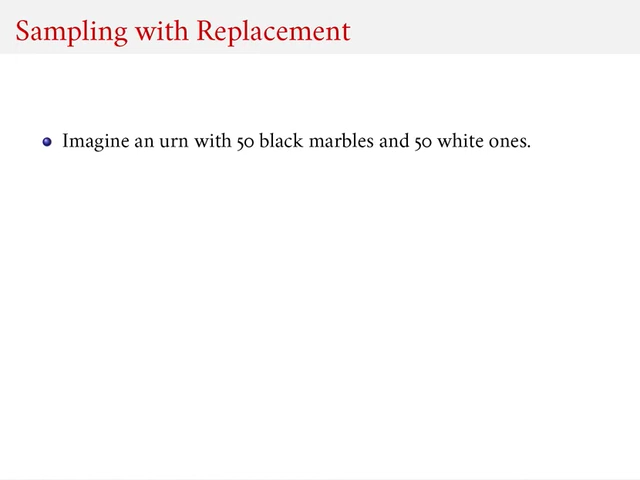 Sampling with Replacement
Imagine an urn with 50 black marbles and 50 white ones.